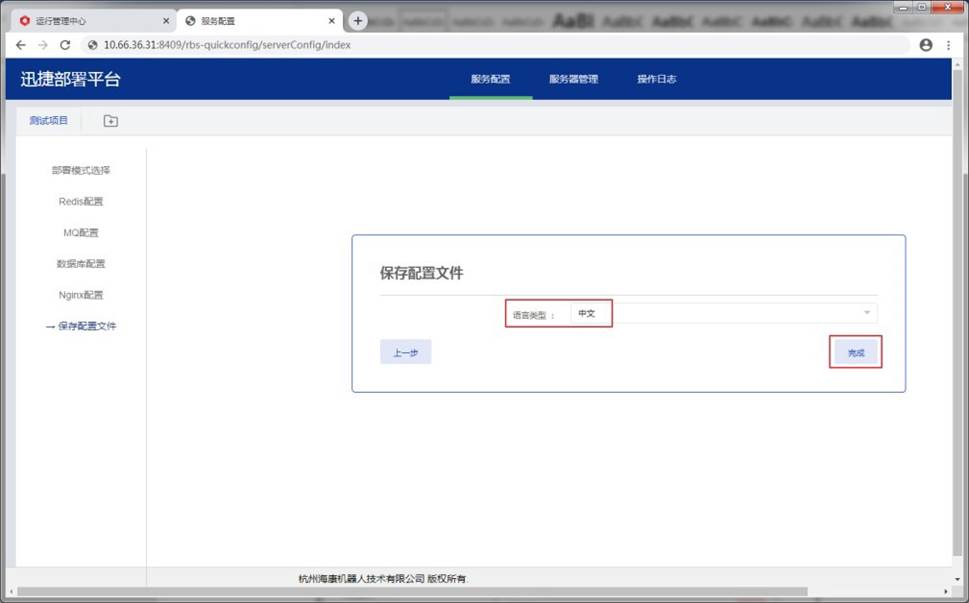 运行管理中心
服务配置
10.66.36.31:8409/rbs-quickconfig/serverConfig/index
迅捷部署平台
服务配置 服务器管理 操作日志
测试项目
部署模式选择
Redis配置
MQ配置
数据库配置
Nginx配置
→ 保存配置文件
保存配置文件
语言类型 : 中文
上一步 完成
杭州海康机器人技术有限公司 版权所有.